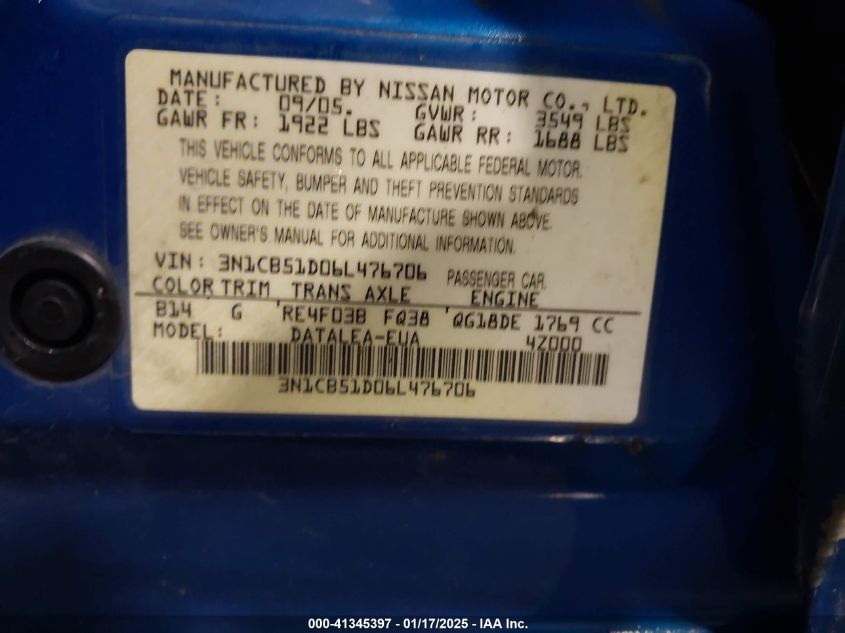 MANUFACTURED BY NISSAN MOTOR CO., LTD.
DATE: 09/05. GVWR: 3549 LBS
GAWR FR: 1922 LBS GAWR RR: 1688 LBS
THIS VEHICLE CONFORMS TO ALL APPLICABLE FEDERAL MOTOR
VEHICLE SAFETY, BUMPER AND THEFT PREVENTION STANDARDS
IN EFFECT ON THE DATE OF MANUFACTURE SHOWN ABOVE.
SEE OWNER'S MANUAL FOR ADDITIONAL INFORMATION.
VIN: 3N1CB51D06L476706 PASSENGER CAR
COLOR TRIM TRANS AXLE ENGINE
B14 G 'RE4F03B FQ38 'QG18DE 1769 CC
MODEL: DATALEA-EUA 4Z000
3N1CB51D06L476706
000-41345397 - 01/17/2025 - IAA Inc.